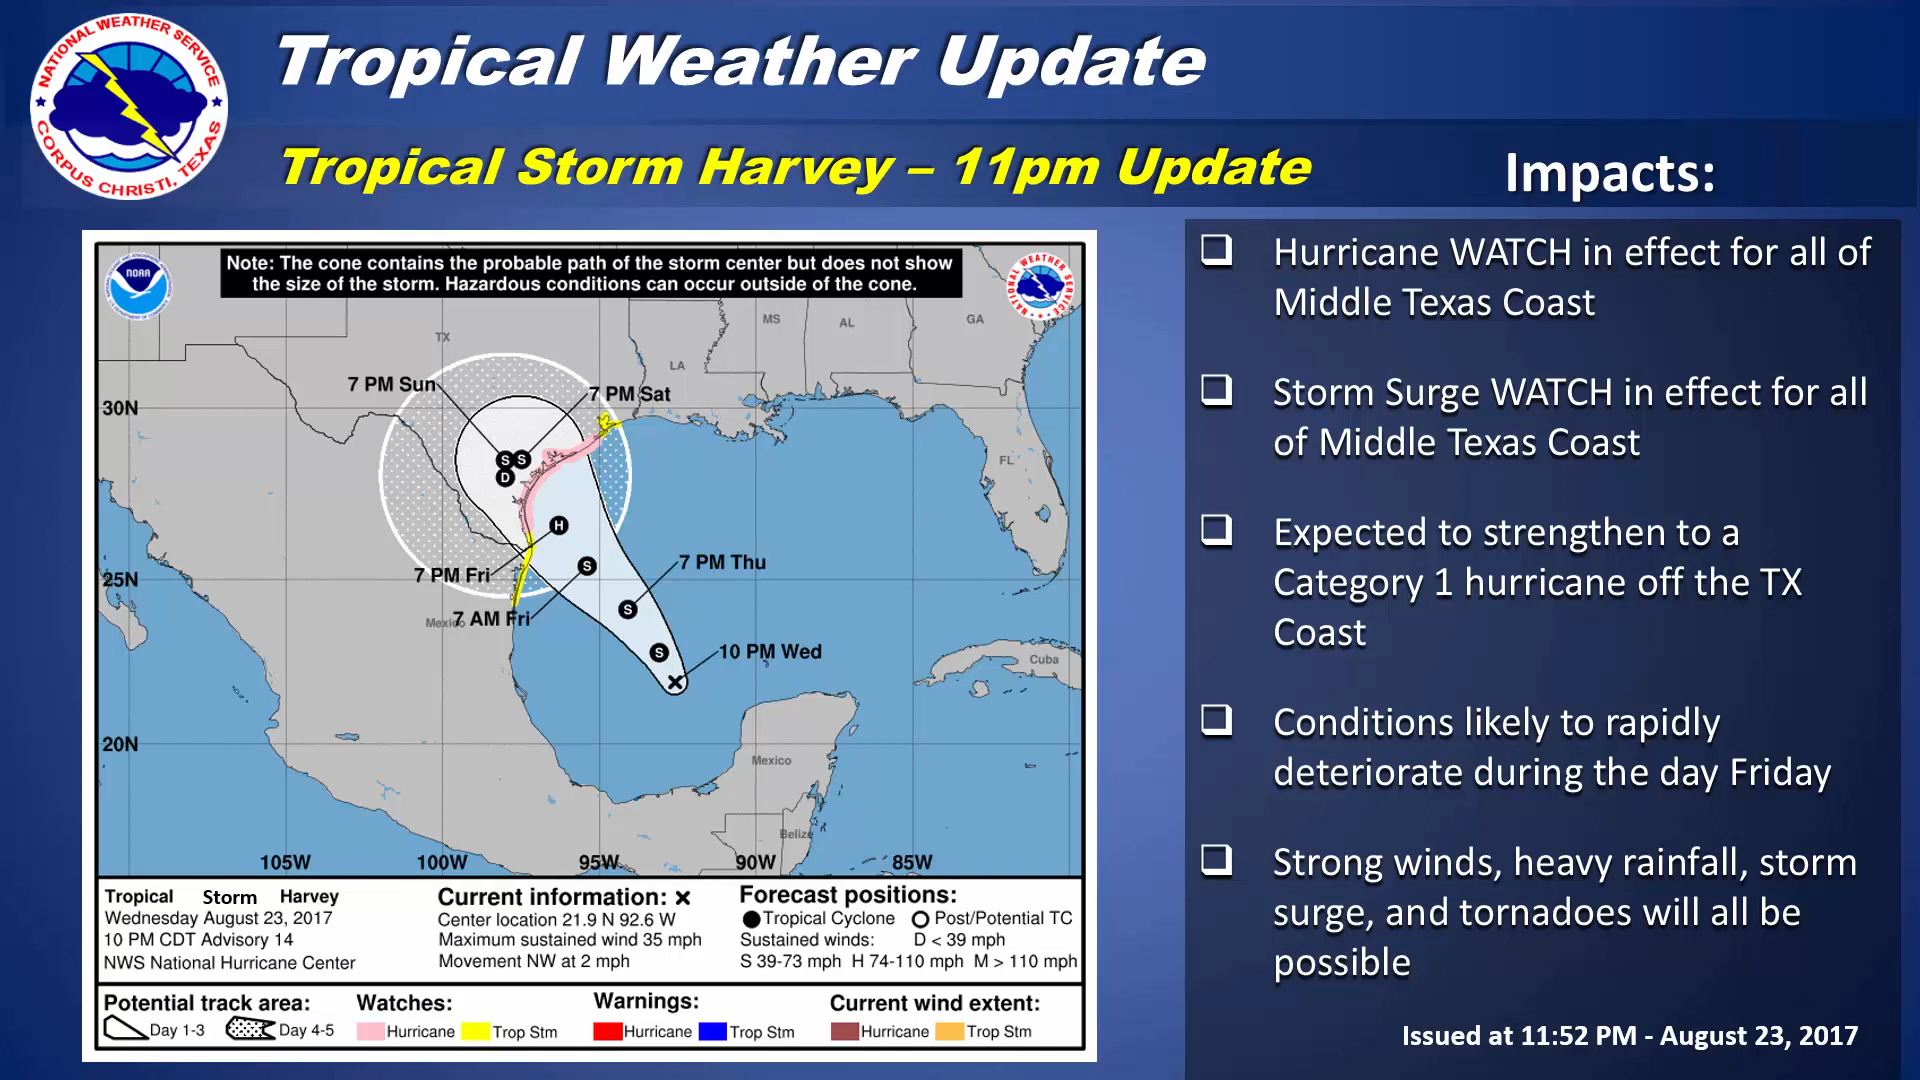 NATIONAL WEATHER SERVICE
CORPUS CHRISTI, TEXAS
Tropical Weather Update
Tropical Storm Harvey – 11pm Update
Impacts:
NOAA
Note: The cone contains the probable path of the storm center but does not show
the size of the storm. Hazardous conditions can occur outside of the cone.
NATIONAL WEATHER SERVICE
MS
AL
GA
TX
LA
7 PM Sun
7 PM Sat
30N
FL
S
S
D
H
7 PM Thu
7 PM Fri
S
25N
S
7 AM Fri
Mexico
10 PM Wed
S
Cuba
20N
Mexico
Belize
105W
100W
95W
90W
85W
Tropical Storm Harvey
Wednesday August 23, 2017
10 PM CDT Advisory 14
NWS National Hurricane Center
Current information: ×
Center location 21.9 N 92.6 W
Maximum sustained wind 35 mph
Movement NW at 2 mph
Forecast positions:
Tropical Cyclone Post/Potential TC
Sustained winds: D < 39 mph
S 39-73 mph H 74-110 mph M > 110 mph
Potential track area:
Day 1-3 Day 4-5
Watches:
Hurricane Trop Stm
Warnings:
Hurricane Trop Stm
Current wind extent:
Hurricane Trop Stm
Hurricane WATCH in effect for all of
Middle Texas Coast
Storm Surge WATCH in effect for all
of Middle Texas Coast
Expected to strengthen to a
Category 1 hurricane off the TX
Coast
Conditions likely to rapidly
deteriorate during the day Friday
Strong winds, heavy rainfall, storm
surge, and tornadoes will all be
possible
Issued at 11:52 PM - August 23, 2017